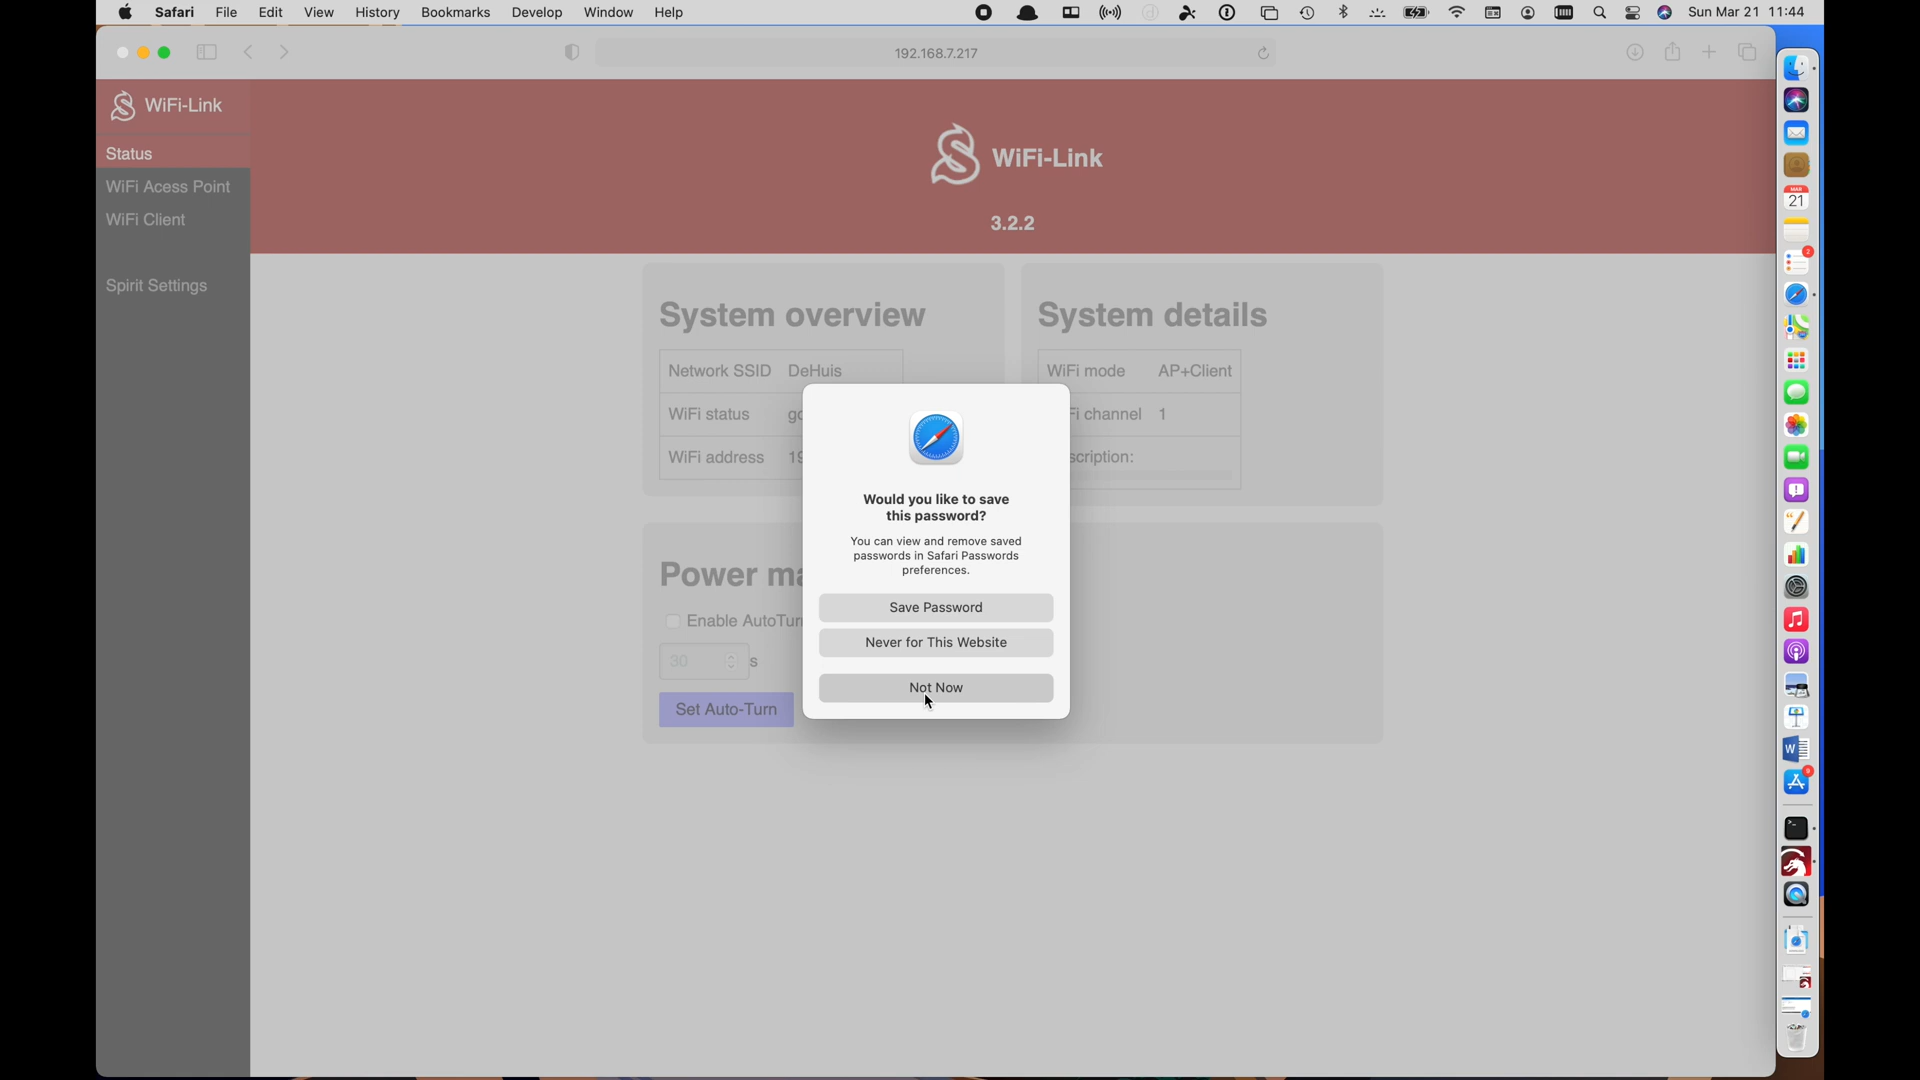 Safari File Edit View History Bookmarks Develop Window Help Sun Mar 21 11:44
192.168.7.217
WiFi-Link
Status
WiFi Acess Point
WiFi Client
Spirit Settings
WiFi-Link
3.2.2
System overview
Network SSID DeHuis
WiFi status
WiFi address
System details
WiFi mode AP+Client
Fi channel 1
scription:
Power ma
Enable AutoTur
30 s
Set Auto-Turn
Would you like to save
this password?
You can view and remove saved
passwords in Safari Passwords
preferences.
Save Password
Never for This Website
Not Now
MAR
21
W